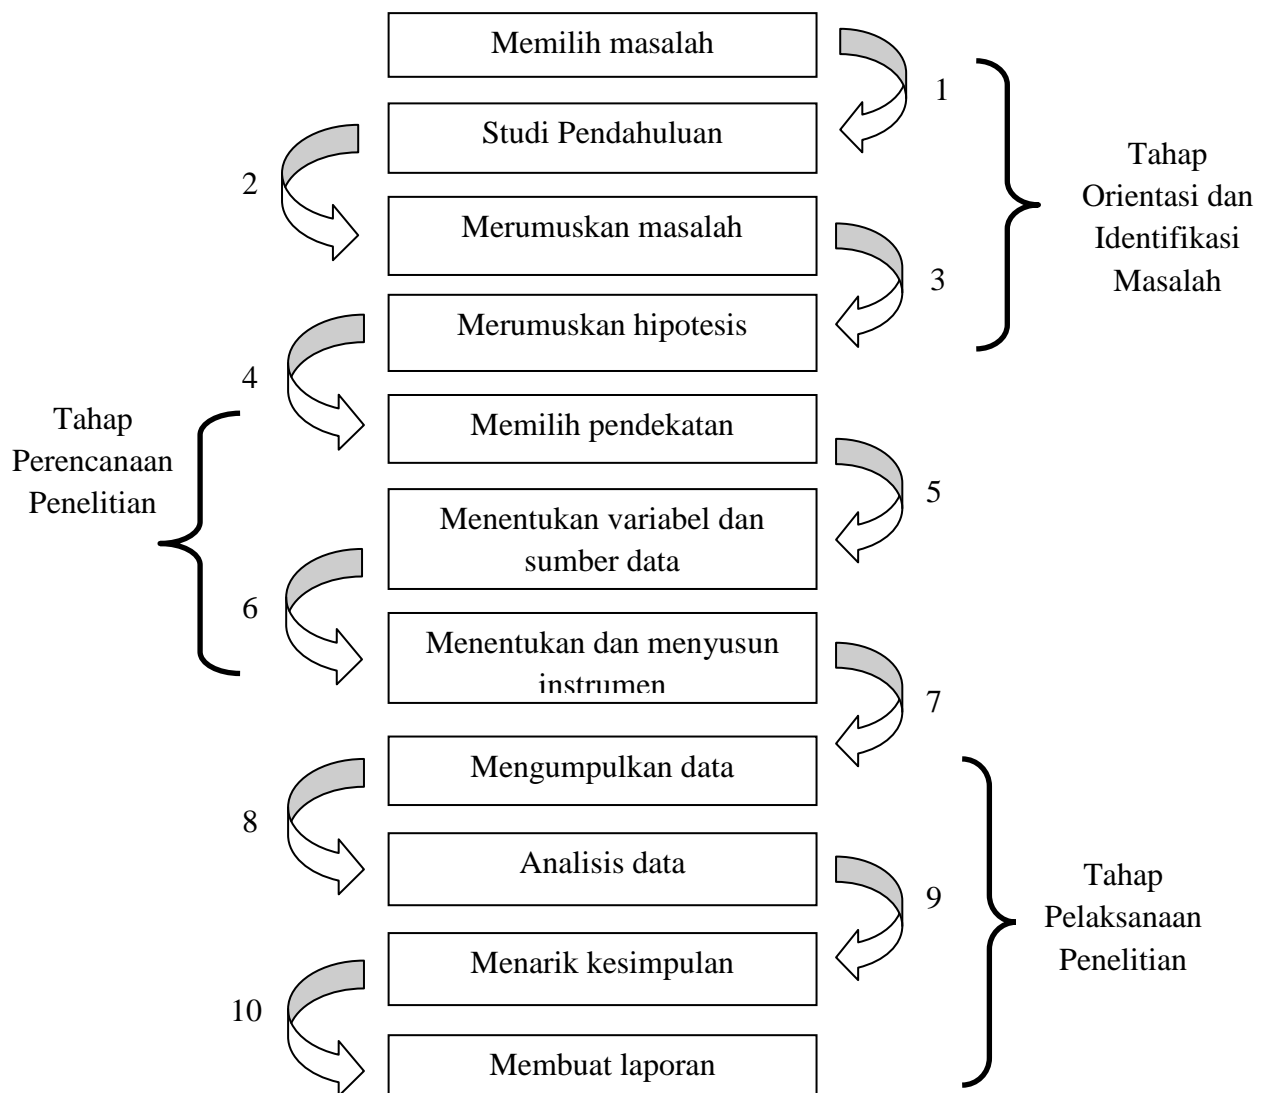 Memilih masalah
1
Studi Pendahuluan
2
Merumuskan masalah
3
Merumuskan hipotesis
4
Memilih pendekatan
5
Menentukan variabel dan
sumber data
6
Menentukan dan menyusun
instrumen
7
Mengumpulkan data
8
Analisis data
9
Menarik kesimpulan
10
Membuat laporan
Tahap
Orientasi dan
Identifikasi
Masalah
Tahap
Perencanaan
Penelitian
Tahap
Pelaksanaan
Penelitian